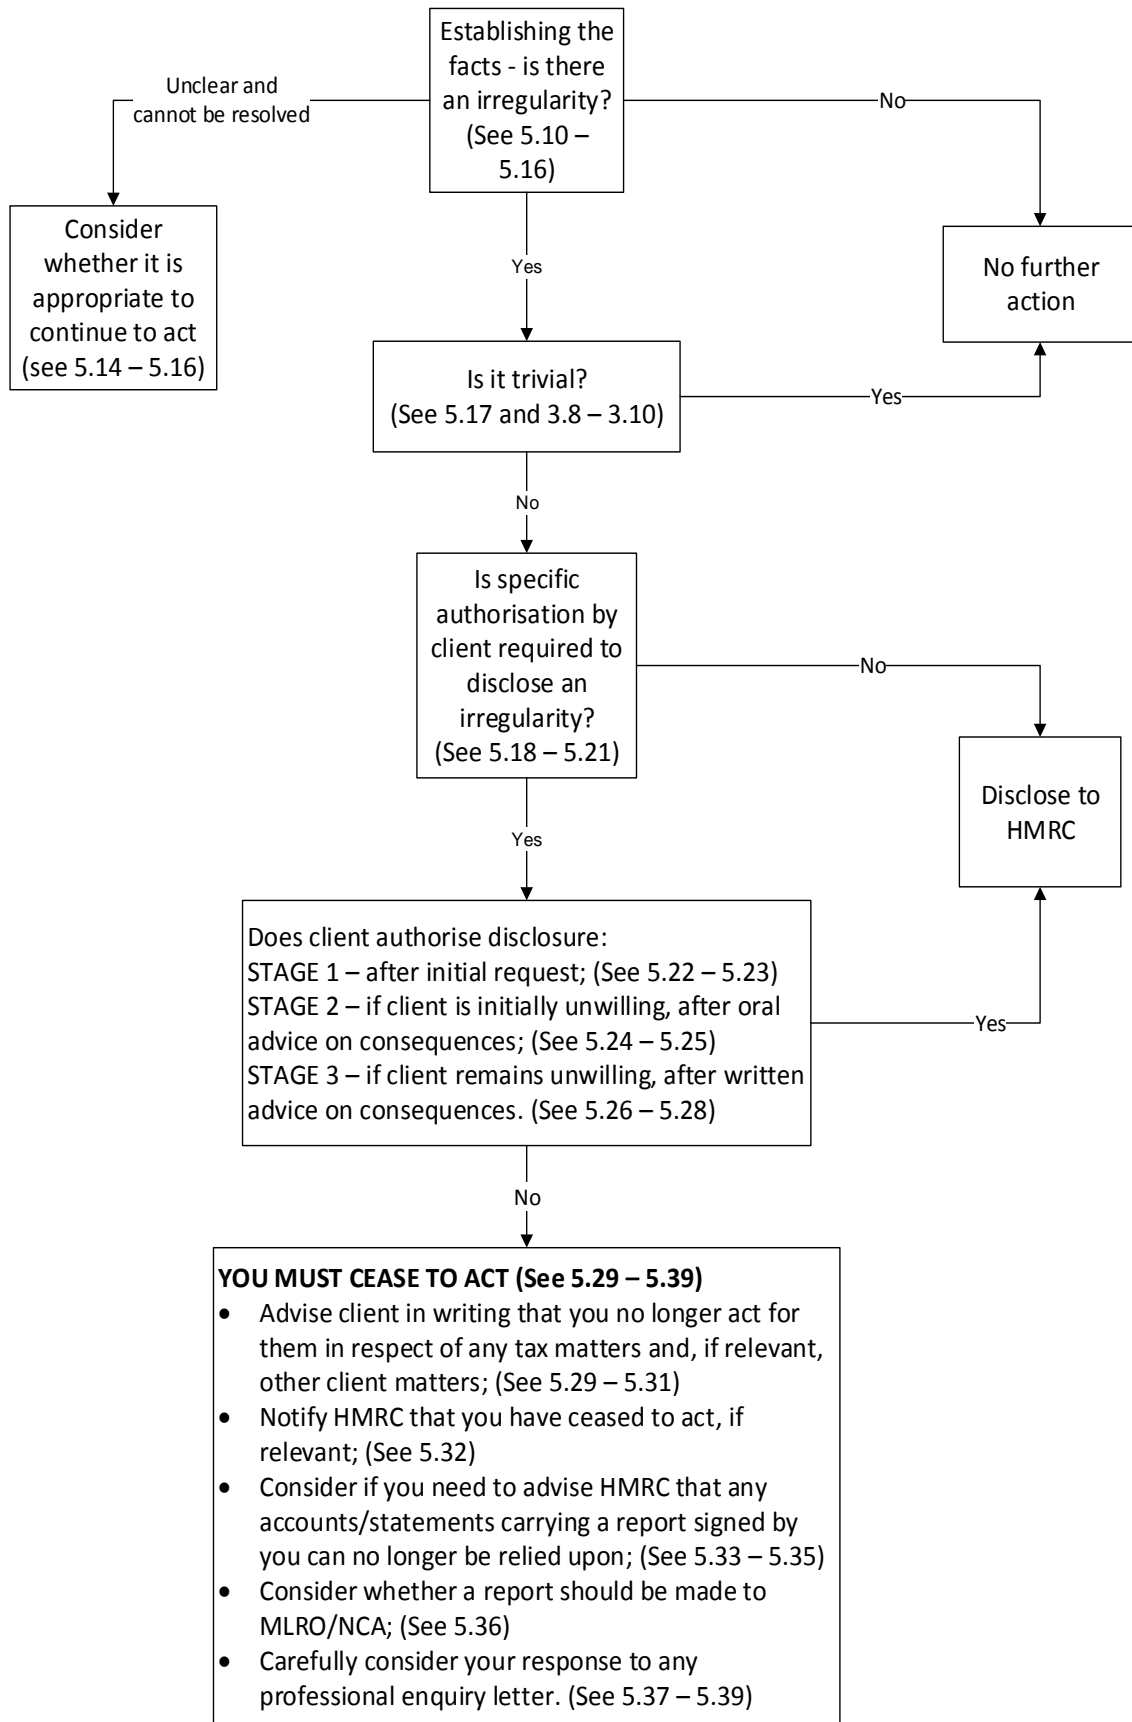 Establishing the
facts - is there
an irregularity?
(See 5.10 –
5.16)
Unclear and
cannot be resolved
No
Consider
whether it is
appropriate to
continue to act
(see 5.14 – 5.16)
Yes
No further
action
Is it trivial?
(See 5.17 and 3.8 – 3.10)
Yes
No
Is specific
authorisation by
client required to
disclose an
irregularity?
(See 5.18 – 5.21)
No
Disclose to
HMRC
Yes
Does client authorise disclosure:
STAGE 1 – after initial request; (See 5.22 – 5.23)
STAGE 2 – if client is initially unwilling, after oral
advice on consequences; (See 5.24 – 5.25)
STAGE 3 – if client remains unwilling, after written
advice on consequences. (See 5.26 – 5.28)
Yes
No
YOU MUST CEASE TO ACT (See 5.29 – 5.39)
• Advise client in writing that you no longer act for
them in respect of any tax matters and, if relevant,
other client matters; (See 5.29 – 5.31)
• Notify HMRC that you have ceased to act, if
relevant; (See 5.32)
• Consider if you need to advise HMRC that any
accounts/statements carrying a report signed by
you can no longer be relied upon; (See 5.33 – 5.35)
• Consider whether a report should be made to
MLRO/NCA; (See 5.36)
• Carefully consider your response to any
professional enquiry letter. (See 5.37 – 5.39)